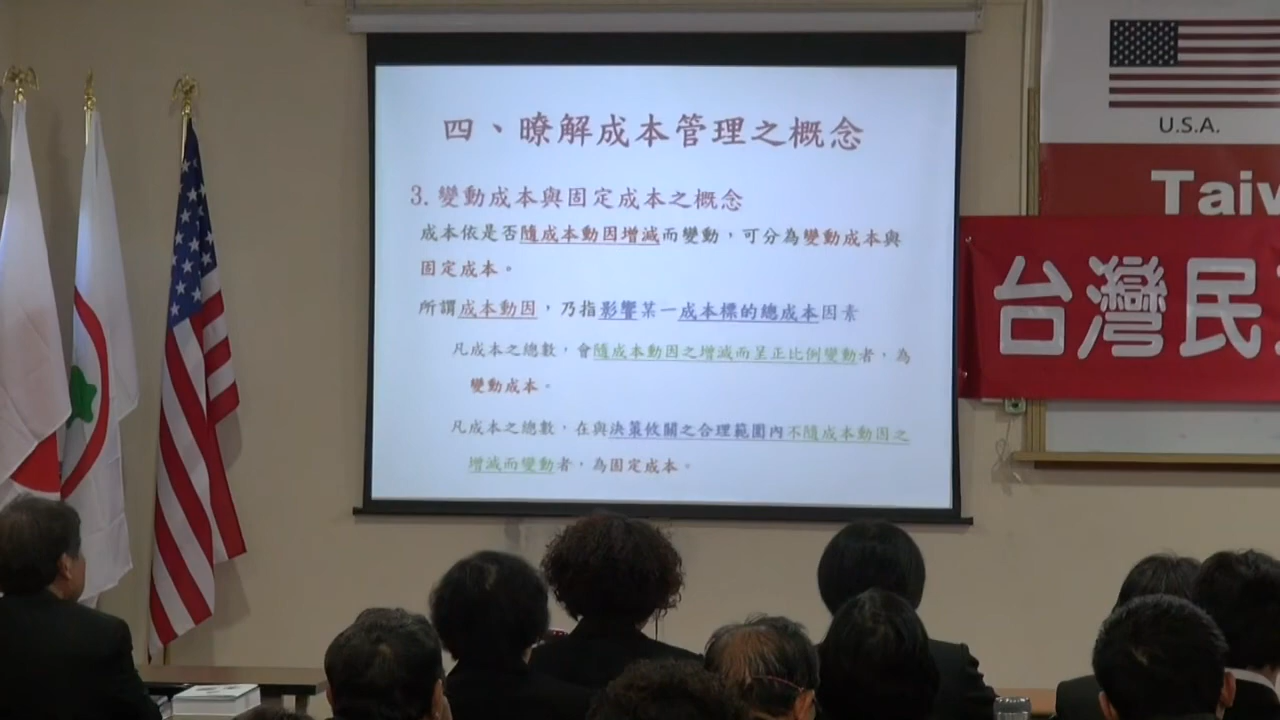 四、暸解成本管理之概念
3. 變動成本與固定成本之概念
成本依是否隨成本動因增減而變動，可分為變動成本與
固定成本。
所謂成本動因，乃指影響某一成本標的總成本因素
凡成本之總數，會隨成本動因之增減而呈正比例變動者，為
變動成本。
凡成本之總數，在與決策攸關之合理範圍內不隨成本動因之
增減而變動者，為固定成本。
U.S.A.
Taiw
台灣民